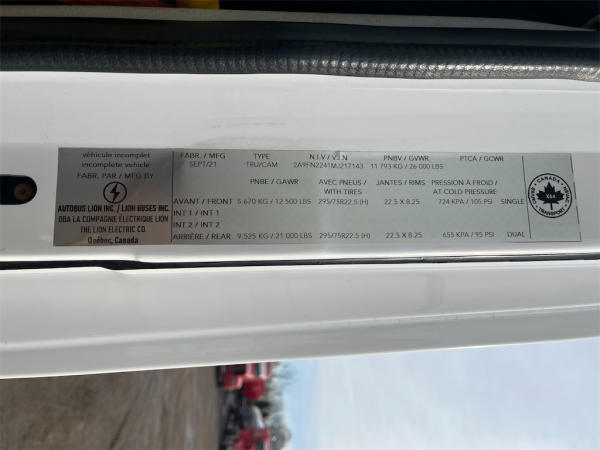 véhicule incomplet
incomplete vehicle
FABR. PAR / MFG BY
AUTOBUS LION INC. / LION BUSES INC.
DBA LA COMPAGNIE ÉLECTRIQUE LION
THE LION ELECTRIC CO.
Québec, Canada
FABR. / MFG TYPE N.I.V / V.I.N PNBV / GVWR PTCA / GCWR
SEPT/21 TRU/CAM 2A9FN2241MJ217143 11 793 KG / 26 000 LBS
PNBE / GAWR AVEC PNEUS / JANTES / RIMS PRESSION À FROID /
WITH TIRES AT COLD PRESSURE
AVANT / FRONT 5 670 KG / 12 500 LBS 295/75R22.5 (H) 22.5 X 8.25 724 KPA / 105 PSI SINGLE
INT 1 / INT 1
INT 2 / INT 2
ARRIÈRE / REAR 9 525 KG / 21 000 LBS 295/75R22.5 (H) 22.5 X 8.25 655 KPA / 95 PSI DUAL
CANADA
TRANSPORT